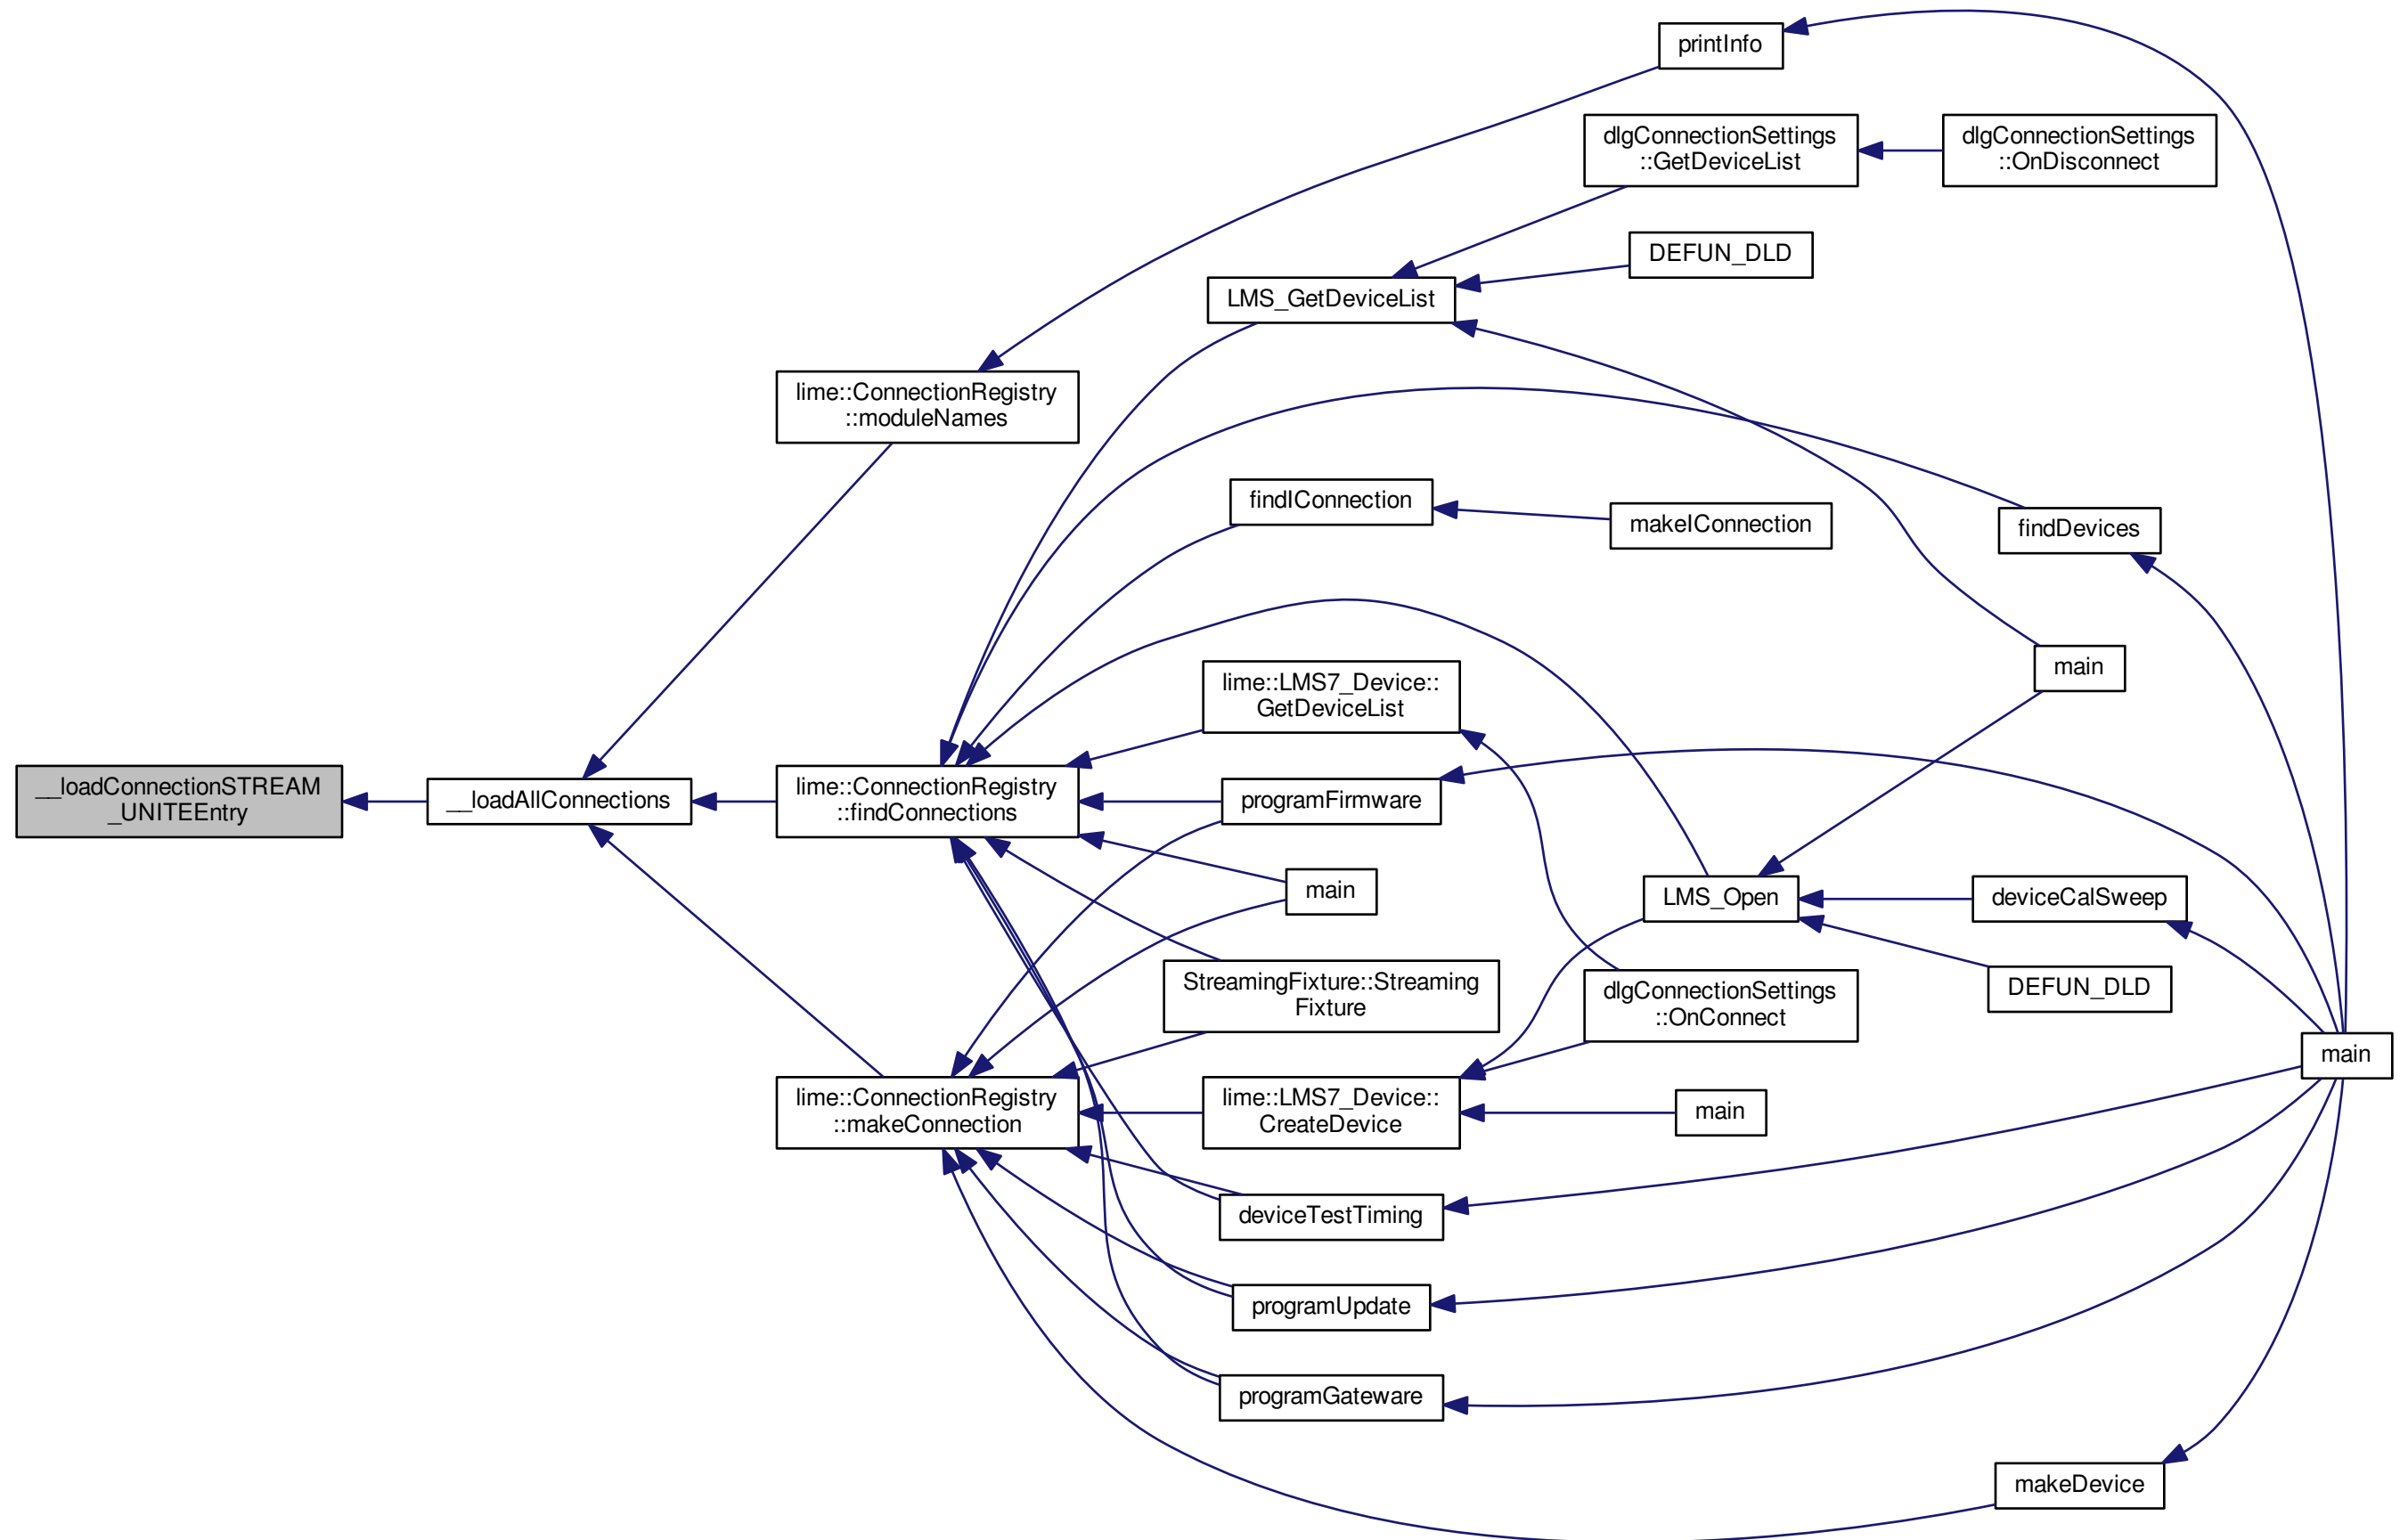 printInfo
dlgConnectionSettings
::GetDeviceList
dlgConnectionSettings
::OnDisconnect
DEFUN_DLD
LMS_GetDeviceList
lime::ConnectionRegistry
::moduleNames
findIConnection
makeIConnection
findDevices
main
lime::LMS7_Device::
GetDeviceList
__loadConnectionSTREAM
_UNITEEntry
__loadAllConnections
lime::ConnectionRegistry
::findConnections
programFirmware
main
LMS_Open
deviceCalSweep
StreamingFixture::Streaming
Fixture
dlgConnectionSettings
::OnConnect
DEFUN_DLD
main
lime::ConnectionRegistry
::makeConnection
lime::LMS7_Device::
CreateDevice
main
deviceTestTiming
programUpdate
programGateware
makeDevice